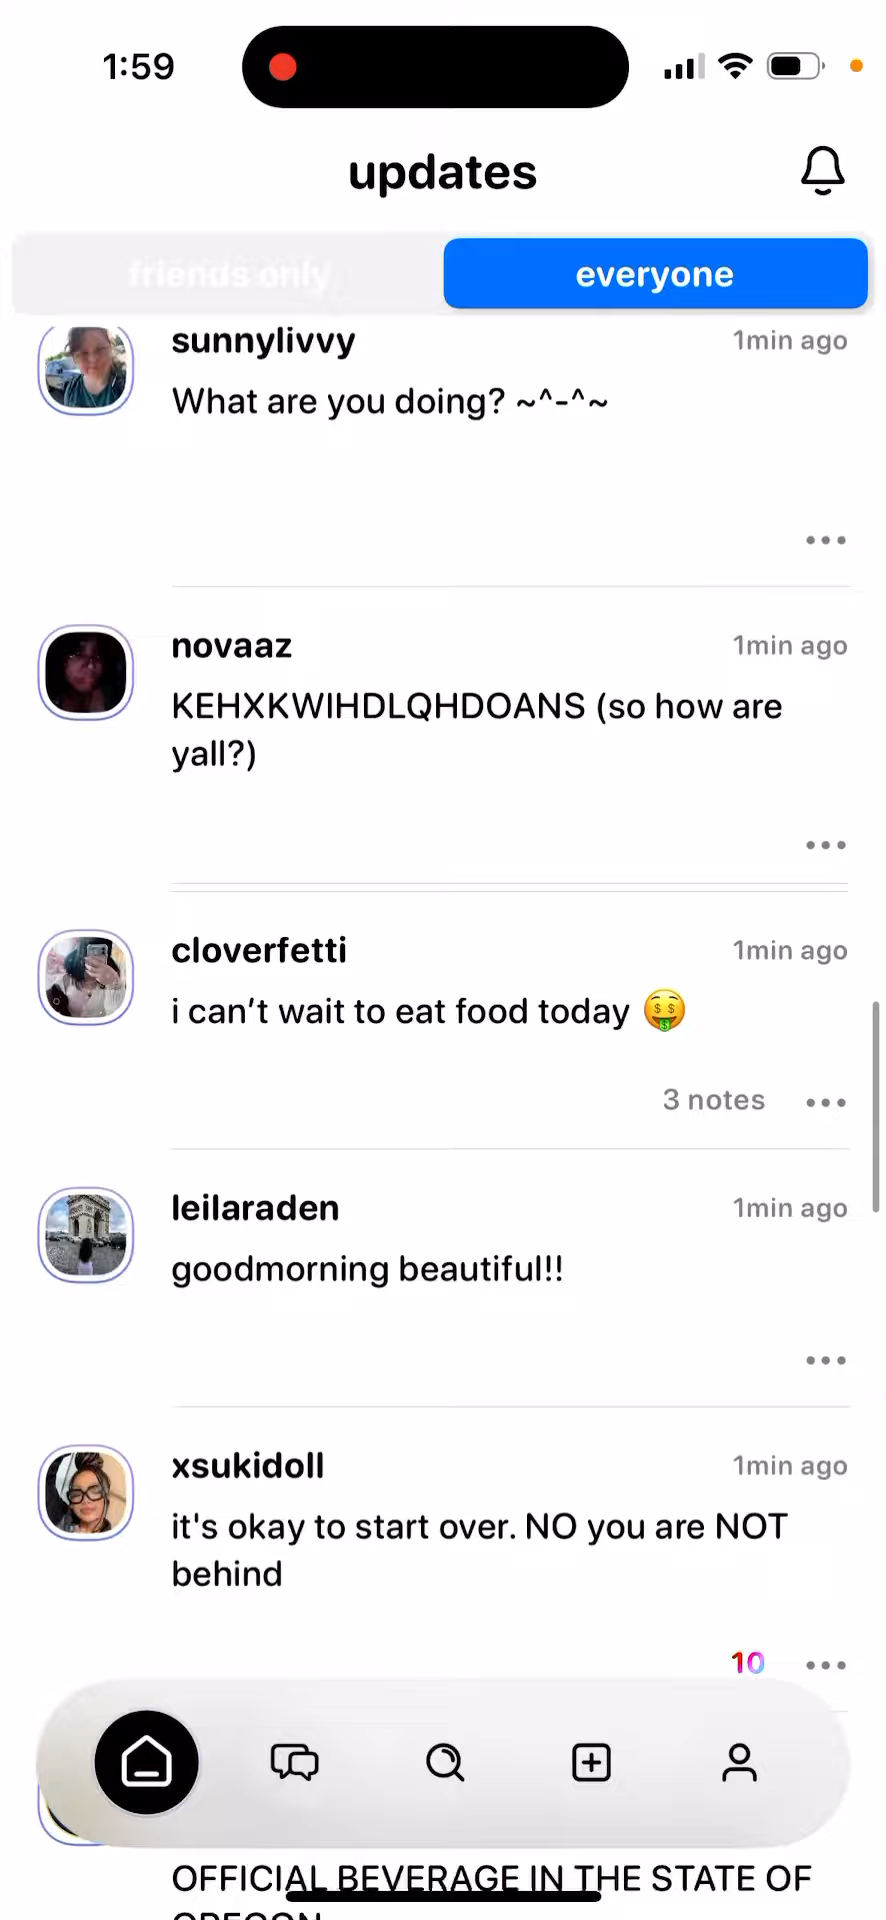 1:59
updates
friends only
everyone
sunnylivvy
1min ago
What are you doing? ~^-^~
novaaz
1min ago
KEHXKWIHDLQHDOANS (so how are
yall?)
cloverfetti
1min ago
i can't wait to eat food today 🤑
3 notes
leilaraden
1min ago
goodmorning beautiful!!
xsukidoll
1min ago
it's okay to start over. NO you are NOT
behind
10
OFFICIAL BEVERAGE IN THE STATE OF
OREGON